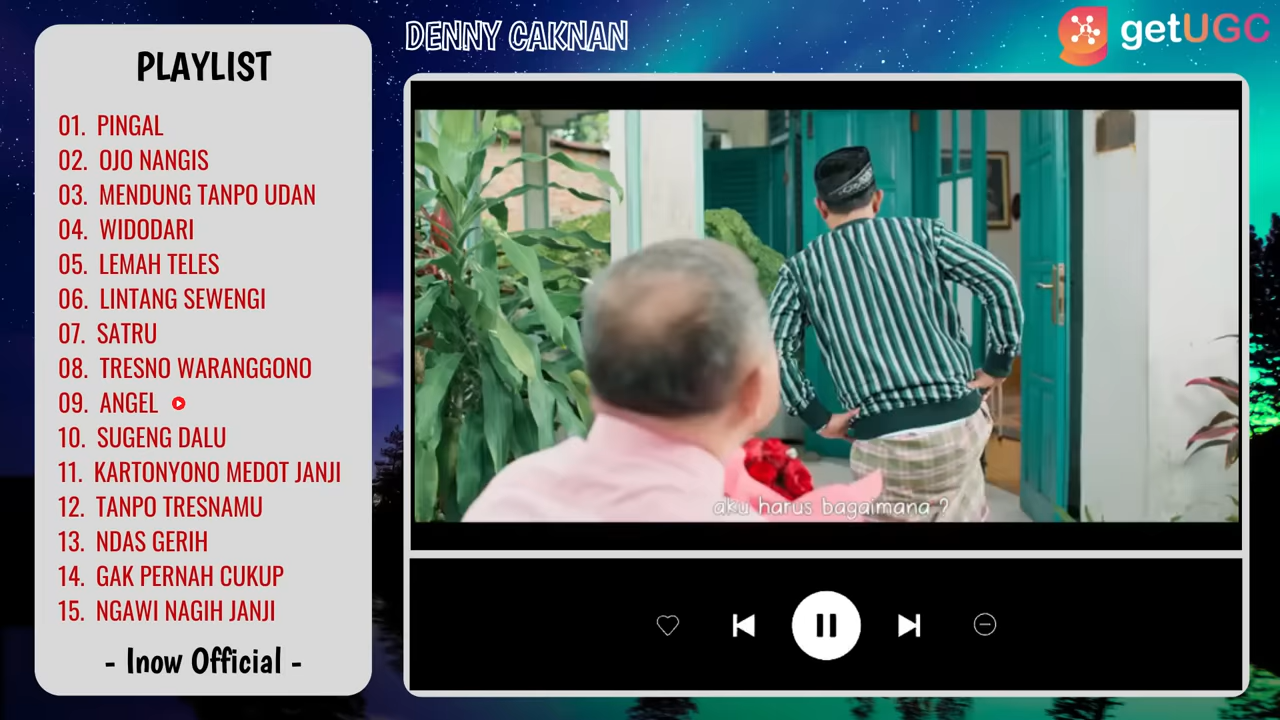 PLAYLIST
01. PINGAL
02. OJO NANGIS
03. MENDUNG TANPO UDAN
04. WIDODARI
05. LEMAH TELES
06. LINTANG SEWENGI
07. SATRU
08. TRESNO WARANGGONO
09. ANGEL
10. SUGENG DALU
11. KARTONYONO MEDOT JANJI
12. TANPO TRESNAMU
13. NDAS GERIH
14. GAK PERNAH CUKUP
15. NGAWI NAGIH JANJI
- Inow Official -
DENNY CAKNAN
getUGC
aku harus bagaimana ?